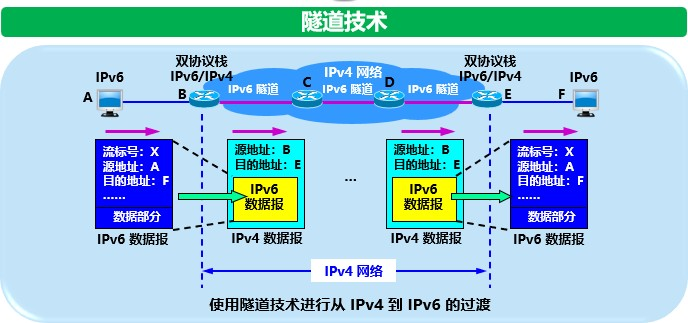 隧道技术
双协议栈
IPv6/IPv4
IPv4 网络
双协议栈
IPv6/IPv4
IPv6
A
B
IPv6 隧道
C
IPv6 隧道
D
IPv6 隧道
E
F
IPv6
流标号：X
源地址：A
目的地址：F
......
数据部分
IPv6 数据报
源地址：B
目的地址：E
IPv6
数据报
IPv4 数据报
...
源地址：B
目的地址：E
IPv6
数据报
IPv4 数据报
流标号：X
源地址：A
目的地址：F
......
数据部分
IPv6 数据报
IPv4 网络
使用隧道技术进行从 IPv4 到 IPv6 的过渡